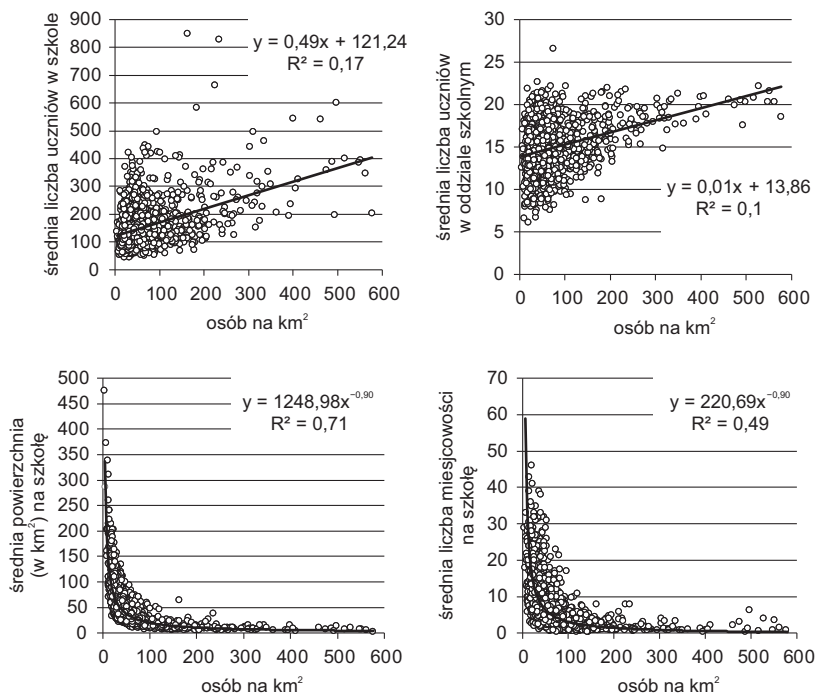 średnia liczba uczniów w szkole
900
800
700
600
500
400
300
200
100
0
y = 0,49x + 121,24
R² = 0,17
0 100 200 300 400 500 600
osób na km²
średnia liczba uczniów
w oddziale szkolnym
30
25
20
15
10
5
0
y = 0,01x + 13,86
R² = 0,1
0 100 200 300 400 500 600
osób na km²
średnia powierzchnia
(w km²) na szkołę
500
450
400
350
300
250
200
150
100
50
0
y = 1248,98x⁻⁰,⁹⁰
R² = 0,71
0 100 200 300 400 500 600
osób na km²
średnia liczba miesjcowości
na szkołę
70
60
50
40
30
20
10
0
y = 220,69x⁻⁰,⁹⁰
R² = 0,49
0 100 200 300 400 500 600
osób na km²